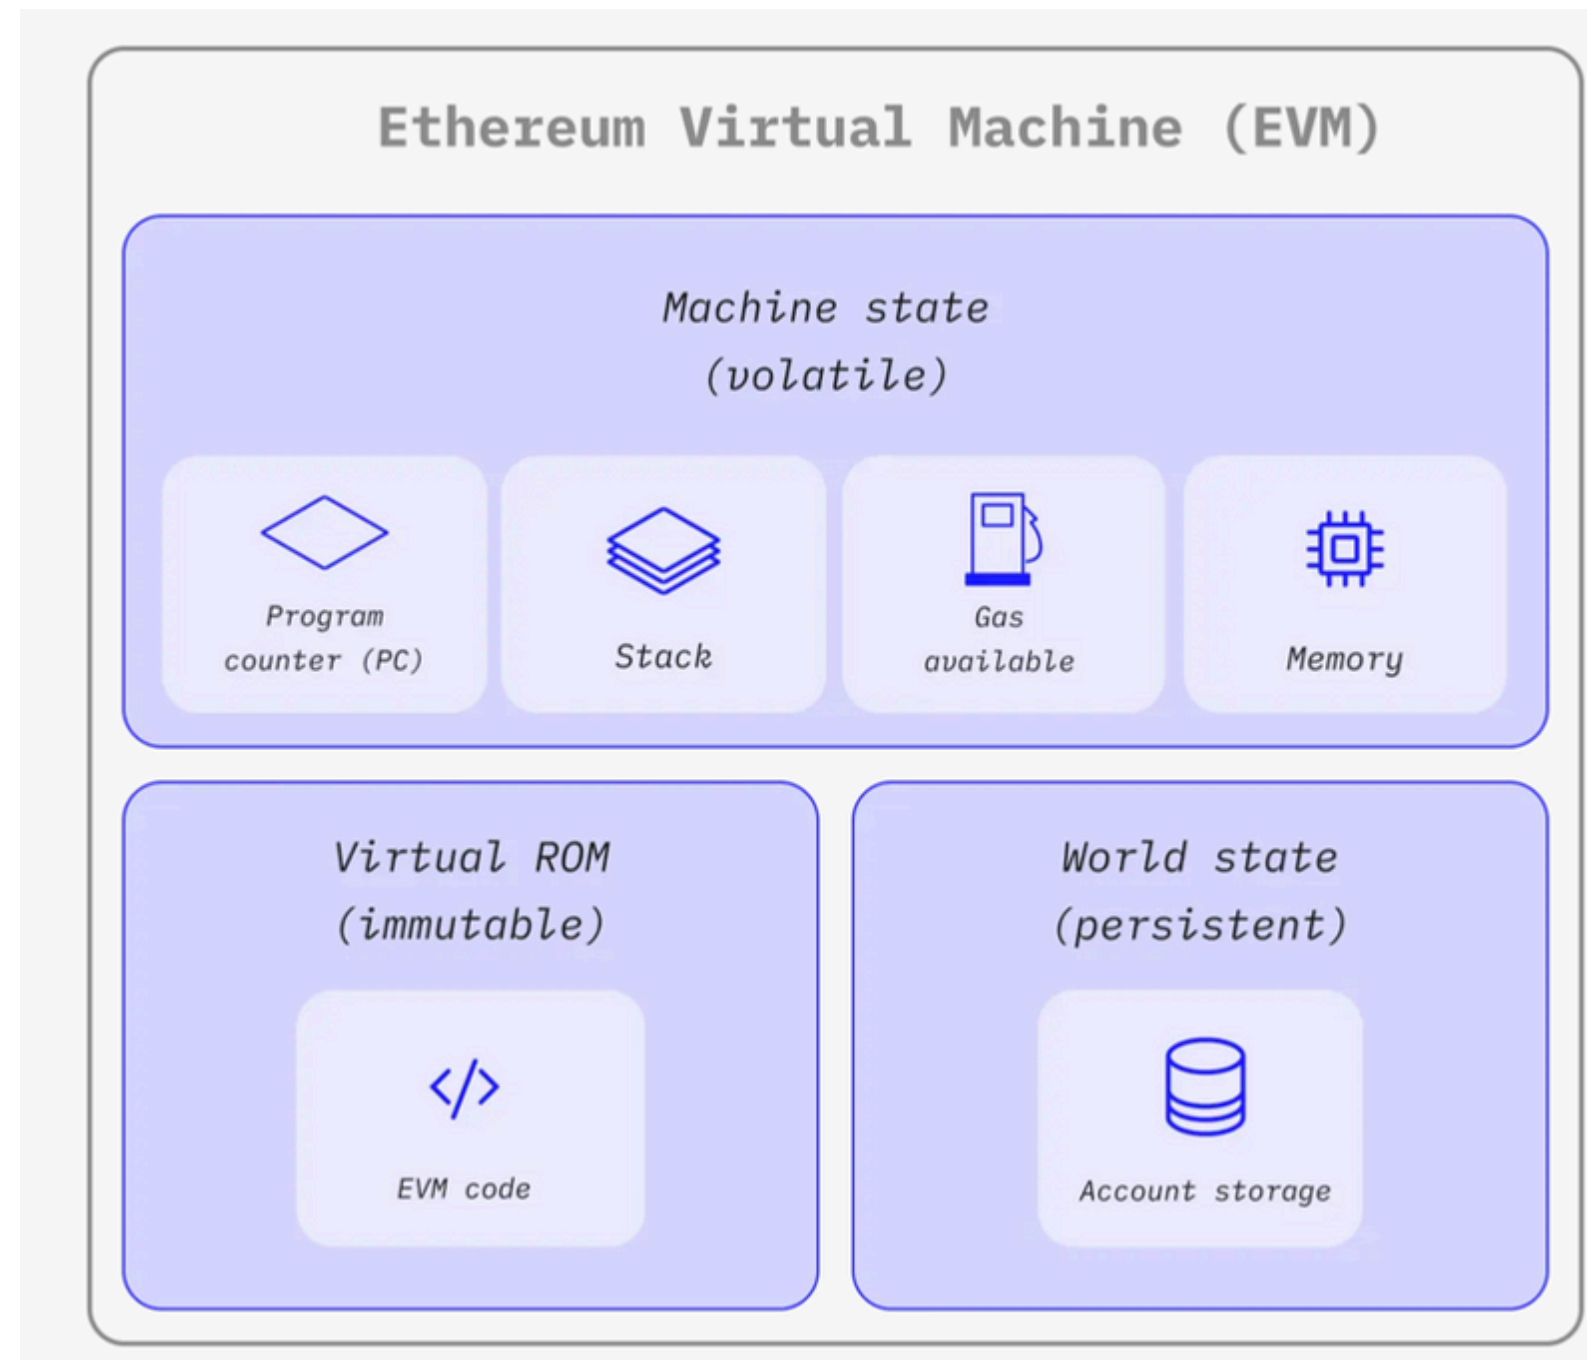 Ethereum Virtual Machine (EVM)
Machine state
(volatile)
Program
counter (PC)
Stack
Gas
available
Memory
Virtual ROM
(immutable)
EVM code
World state
(persistent)
Account storage